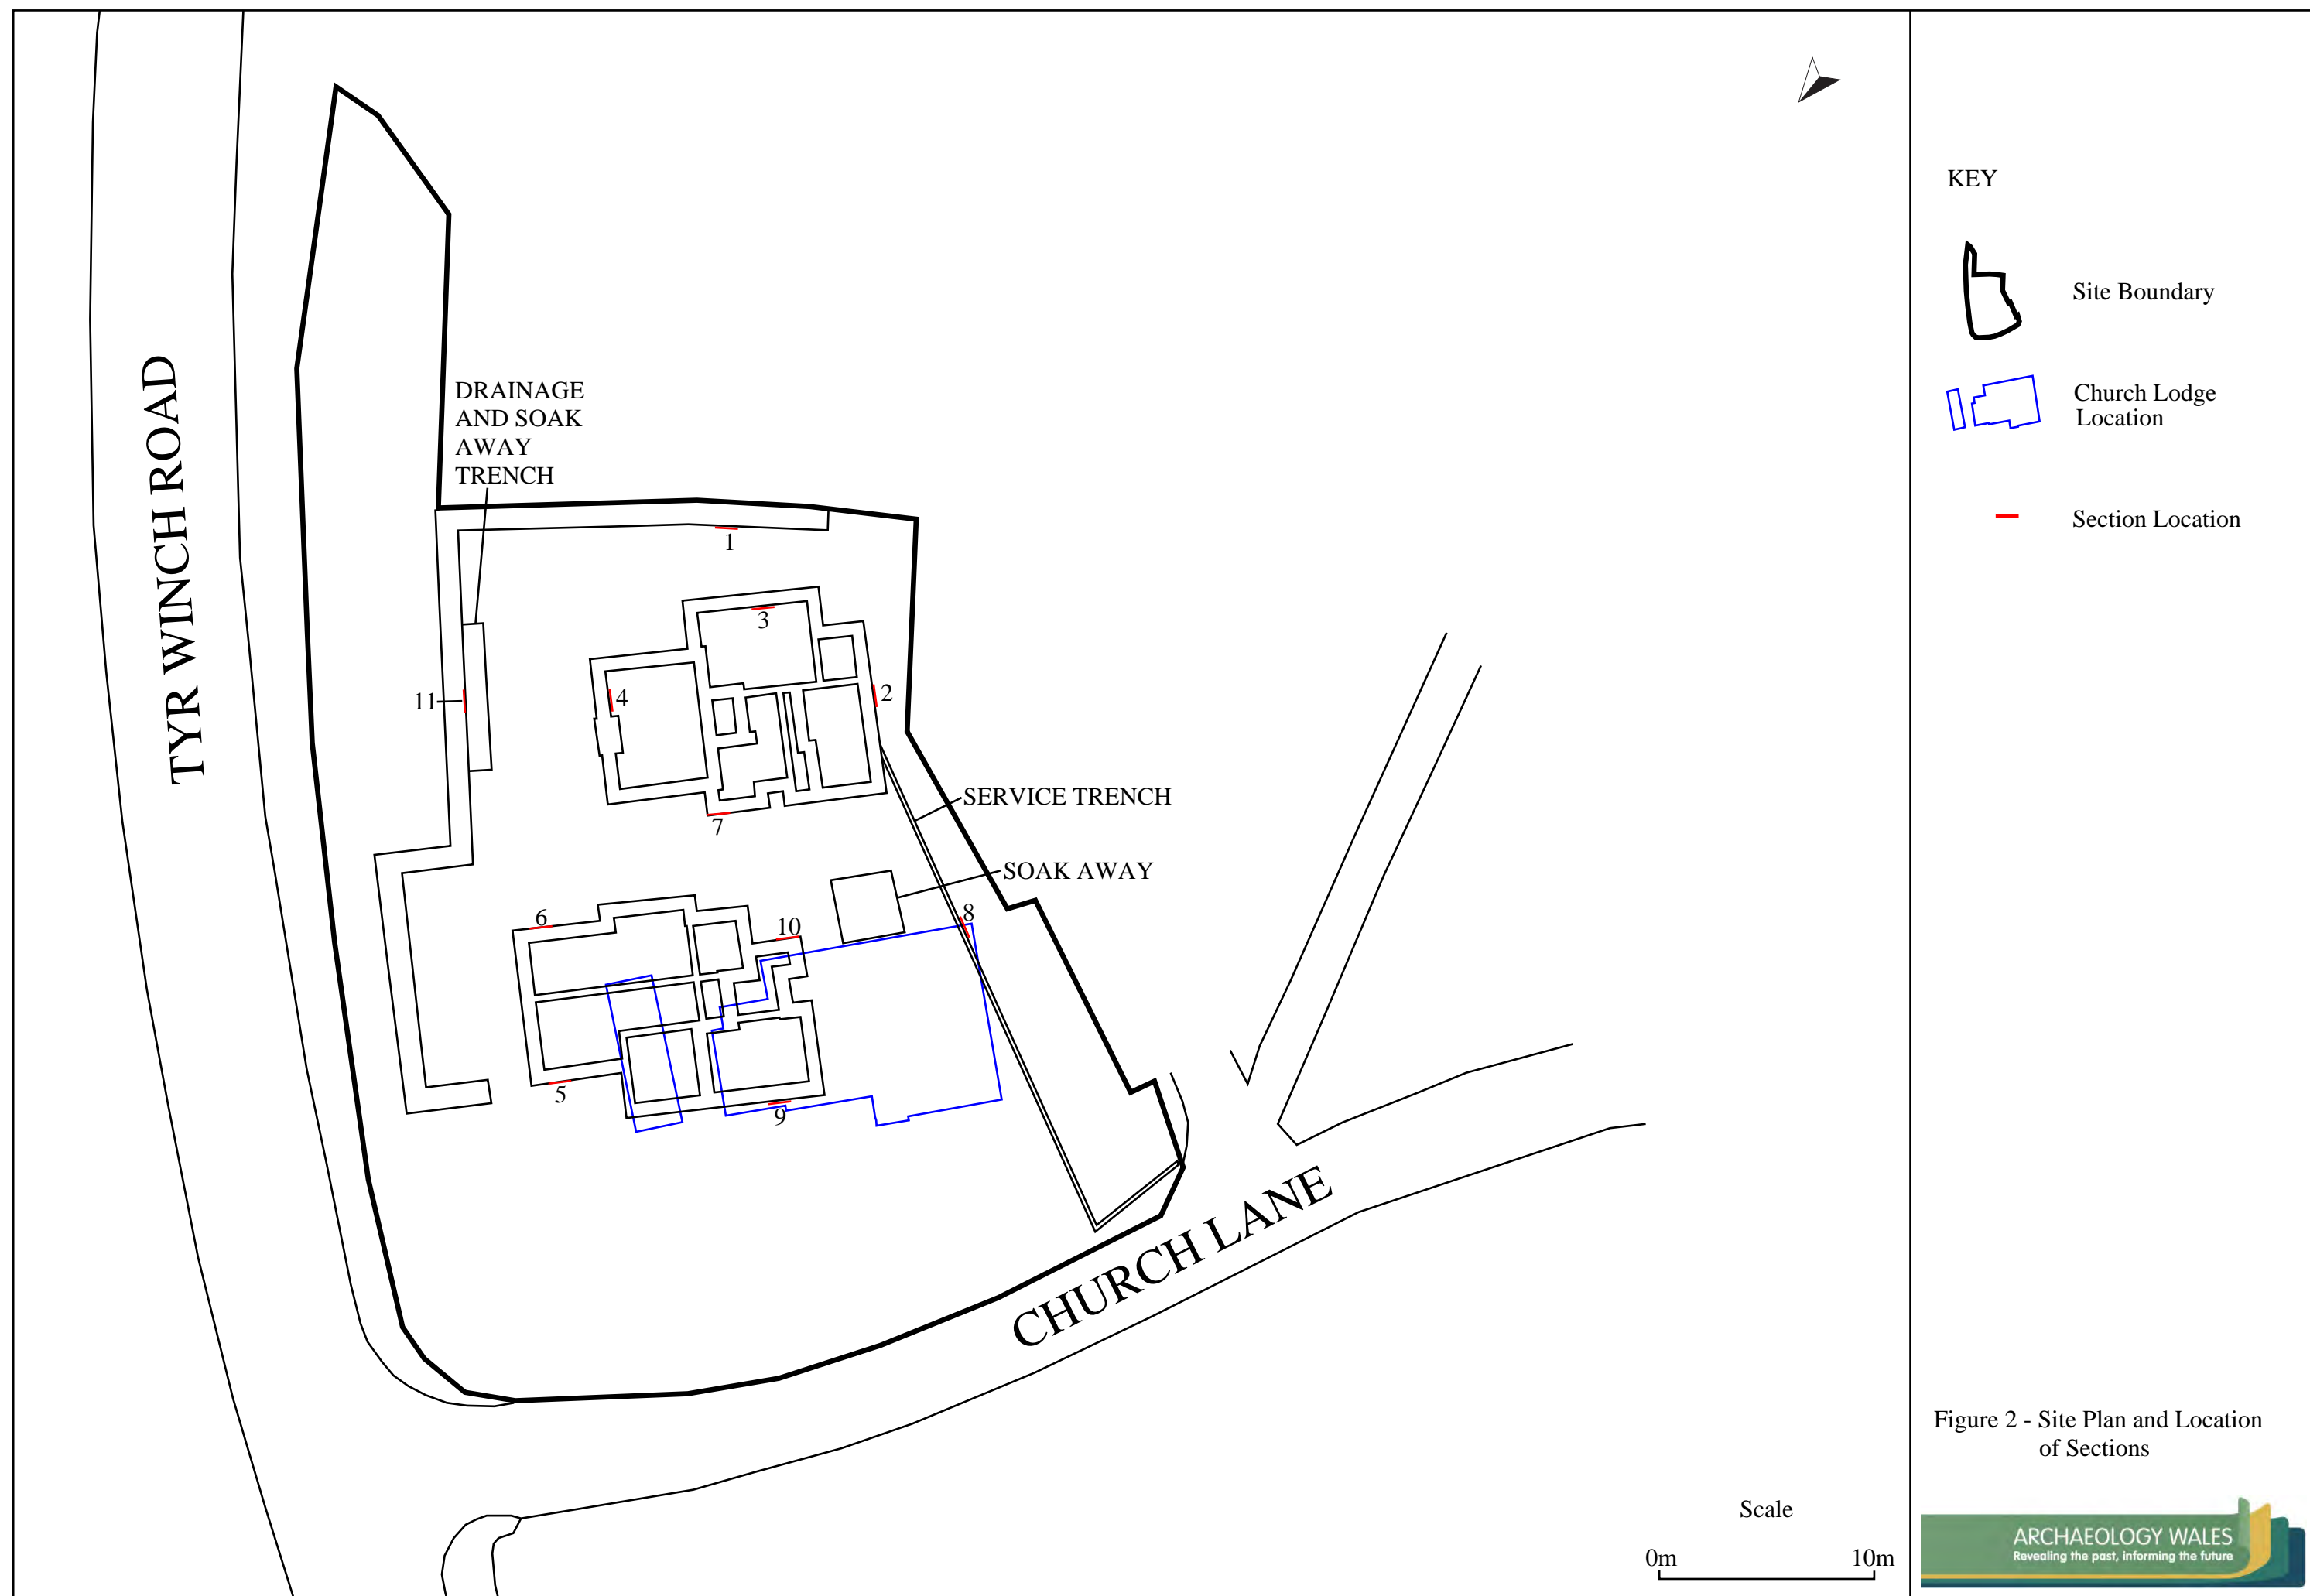 TYR WINCH ROAD
DRAINAGE
AND SOAK
AWAY
TRENCH
1
3
4
2
11
7
SERVICE TRENCH
SOAK AWAY
6
10
8
5
9
CHURCH LANE
Scale
0m 10m
KEY
Site Boundary
Church Lodge
Location
Section Location
Figure 2 - Site Plan and Location
of Sections
ARCHAEOLOGY WALES
Revealing the past, informing the future